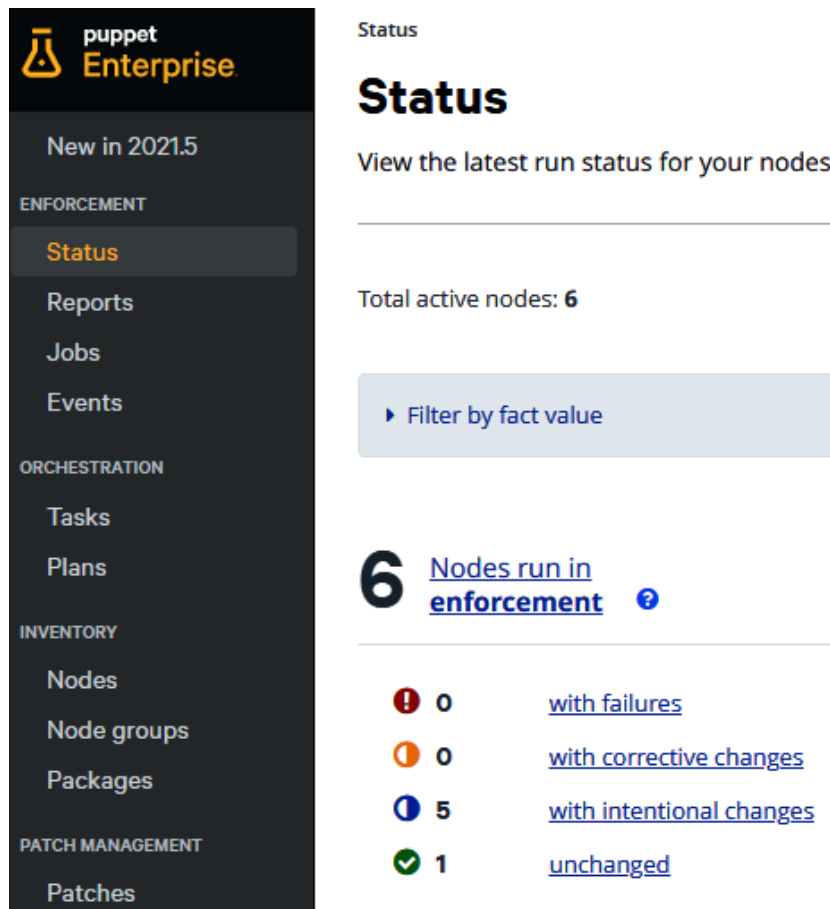 puppet
Enterprise
New in 2021.5
ENFORCEMENT
Status
Reports
Jobs
Events
ORCHESTRATION
Tasks
Plans
INVENTORY
Nodes
Node groups
Packages
PATCH MANAGEMENT
Patches
Status
Status
View the latest run status for your nodes
Total active nodes: 6
Filter by fact value
6 Nodes run in
enforcement ?
! 0 with failures
0 with corrective changes
5 with intentional changes
1 unchanged